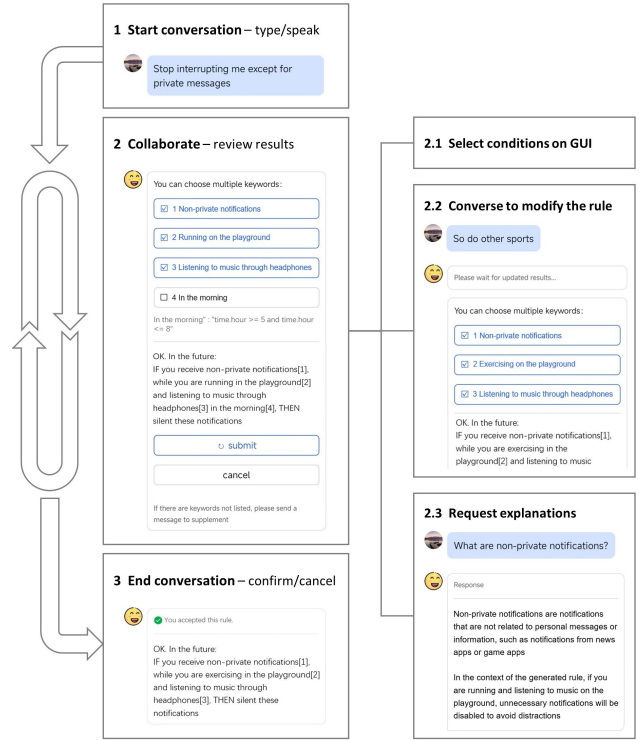 1 Start conversation – type/speak
Stop interrupting me except for
private messages
2 Collaborate – review results
You can choose multiple keywords:
1 Non-private notifications
2 Running on the playground
3 Listening to music through headphones
4 In the morning
In the morning" : "time.hour >= 5 and time.hour
<= 8"
OK. In the future:
IF you receive non-private notifications[1],
while you are running in the playground[2]
and listening to music through
headphones[3] in the morning[4], THEN
silent these notifications
submit
cancel
If there are keywords not listed, please send a
message to supplement
3 End conversation – confirm/cancel
You accepted this rule.
OK. In the future:
IF you receive non-private notifications[1],
while you are exercising in the playground[2]
and listening to music through
headphones[3], THEN silent these
notifications
2.1 Select conditions on GUI
2.2 Converse to modify the rule
So do other sports
Please wait for updated results...
You can choose multiple keywords:
1 Non-private notifications
2 Exercising on the playground
3 Listening to music through headphones
OK. In the future:
IF you receive non-private notifications[1],
while you are exercising in the
playground[2] and listening to music
2.3 Request explanations
What are non-private notifications?
Response
Non-private notifications are notifications
that are not related to personal messages or
information, such as notifications from news
apps or game apps
In the context of the generated rule, if you
are running and listening to music on the
playground, unnecessary notifications will be
disabled to avoid distractions